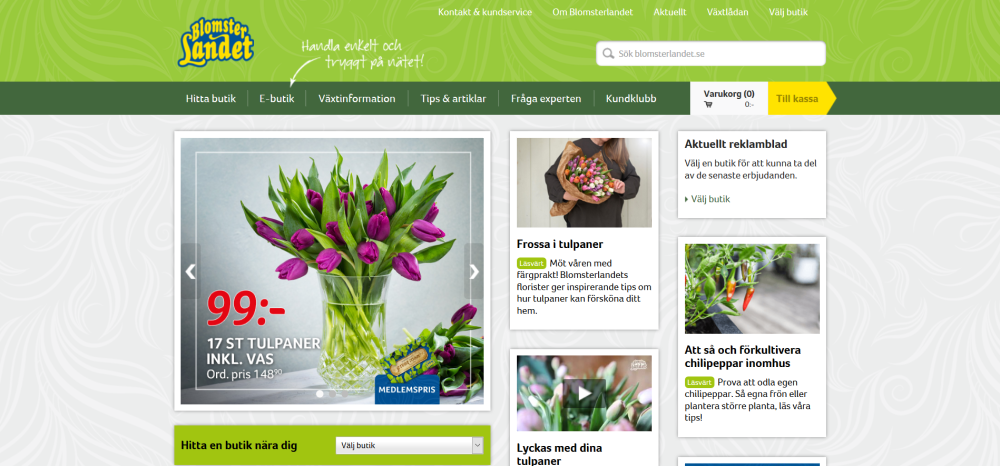 Kontakt & kundservice Om Blomsterlandet Aktuellt Växtlådan Välj butik
Blomster
Landet
Handla enkelt och
tryggt på nätet!
Sök blomsterlandet.se
Hitta butik E-butik Växtinformation Tips & artiklar Fråga experten Kundklubb
Varukorg (0)
0:-
Till kassa
99:-
17 ST TULPANER
INKL. VAS
Ord. pris 148⁹⁰
MEDLEMSPRIS
Hitta en butik nära dig
Välj butik
Frossa i tulpaner
Läsvärt Möt våren med
färgprakt! Blomsterlandets
florister ger inspirerande tips om
hur tulpaner kan försköna ditt
hem.
Lyckas med dina
tulpaner
Aktuellt reklamblad
Välj en butik för att kunna ta del
av de senaste erbjudanden.
Välj butik
Att så och förkultivera
chilipeppar inomhus
Läsvärt Prova att odla egen
chilipeppar. Så egna frön eller
plantera större planta, läs våra
tips!